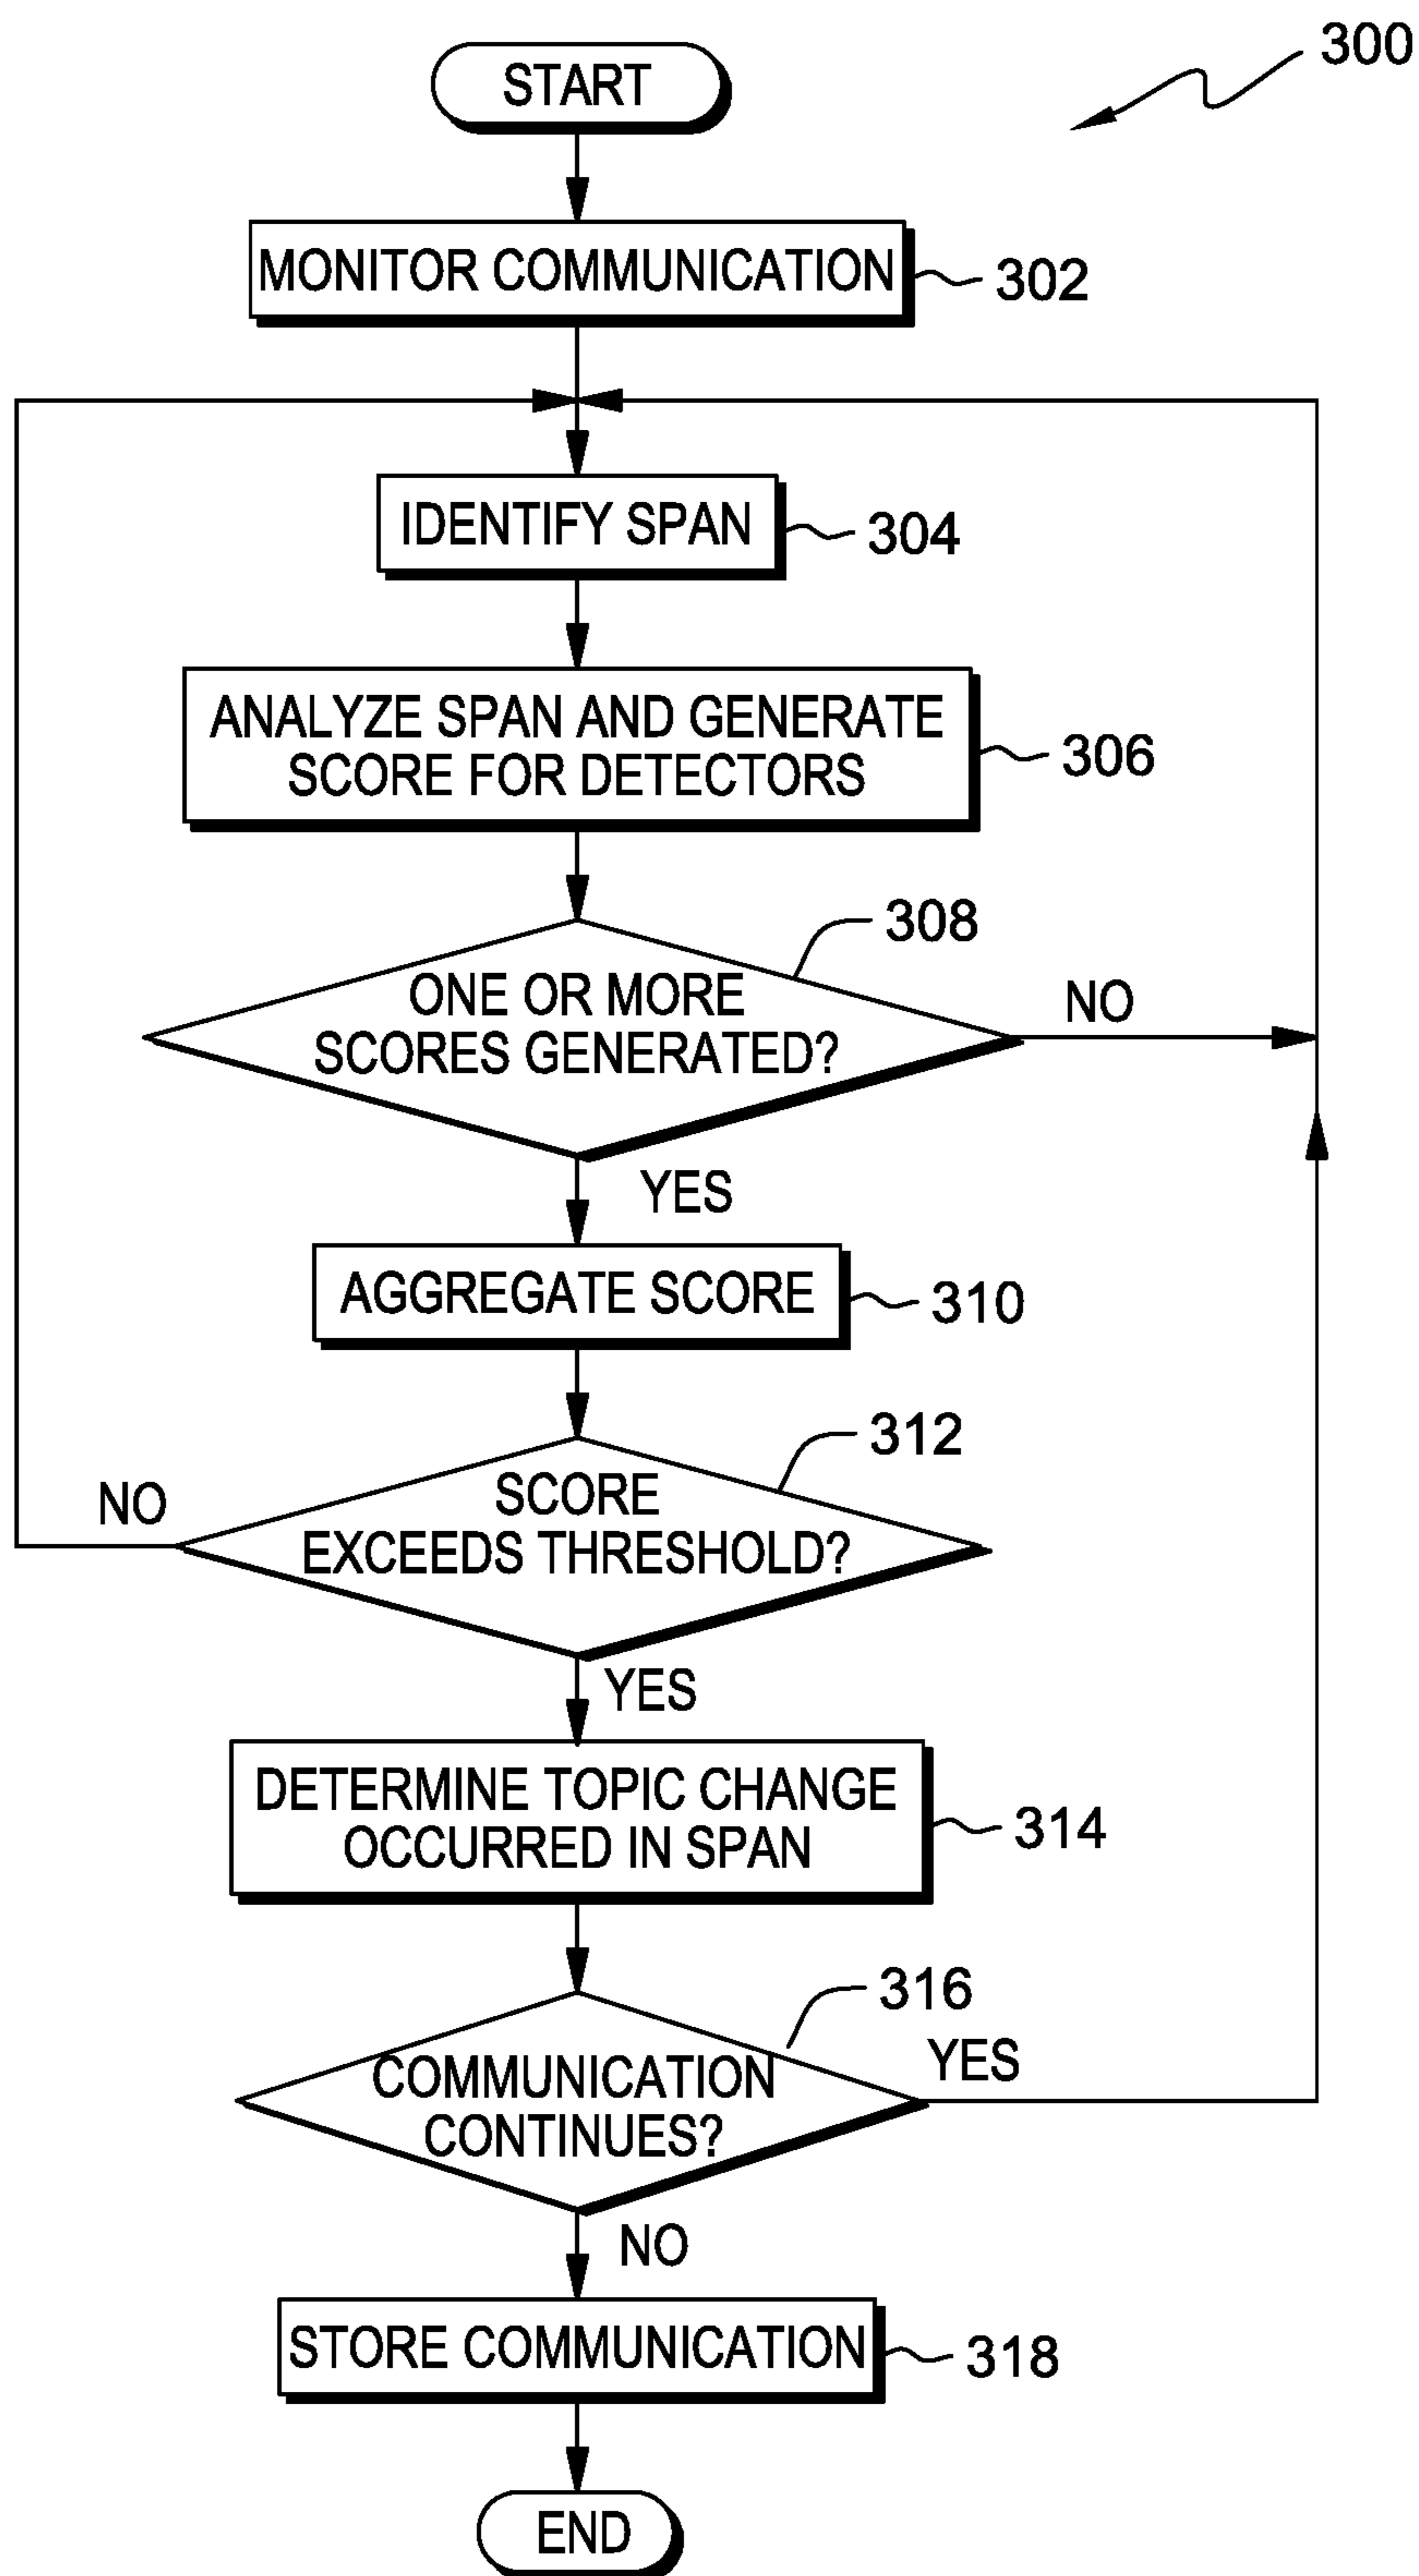 300
START
MONITOR COMMUNICATION
302
IDENTIFY SPAN
304
ANALYZE SPAN AND GENERATE
SCORE FOR DETECTORS
306
308
ONE OR MORE
SCORES GENERATED?
NO
YES
AGGREGATE SCORE
310
312
SCORE
EXCEEDS THRESHOLD?
NO
YES
DETERMINE TOPIC CHANGE
OCCURRED IN SPAN
314
316
COMMUNICATION
CONTINUES?
YES
NO
STORE COMMUNICATION
318
END